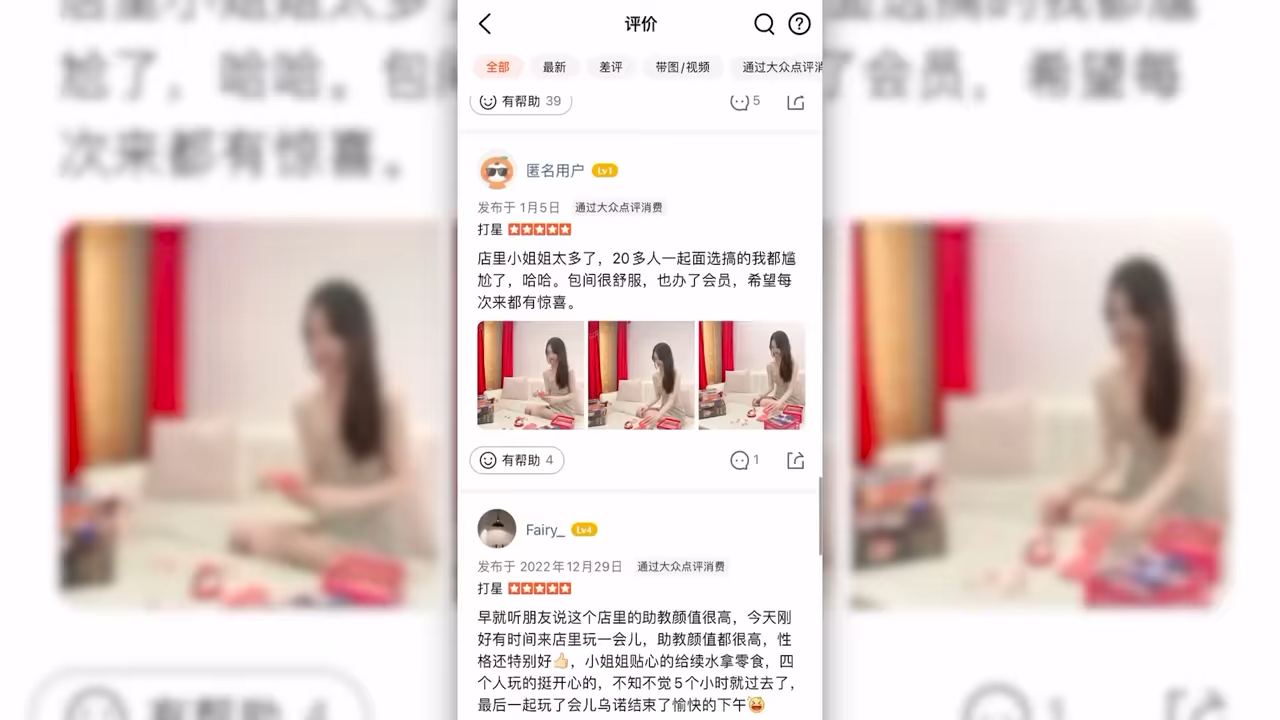 评价
全部
最新
差评
带图/视频
通过大众点评消
有帮助 39
5
匿名用户 Lv1
发布于 1月5日 通过大众点评消费
打星
店里小姐姐太多了，20多人一起面选搞的我都尴
尬了，哈哈。包间很舒服，也办了会员，希望每
次来都有惊喜。
有帮助 4
1
Fairy_ Lv4
发布于 2022年12月29日 通过大众点评消费
打星
早就听朋友说这个店里的助教颜值很高，今天刚
好有时间来店里玩一会儿，助教颜值都很高，性
格还特别好👍🏻，小姐姐贴心的给续水拿零食，四
个人玩的挺开心的，不知不觉5个小时就过去了，
最后一起玩了会儿乌诺结束了愉快的下午😆